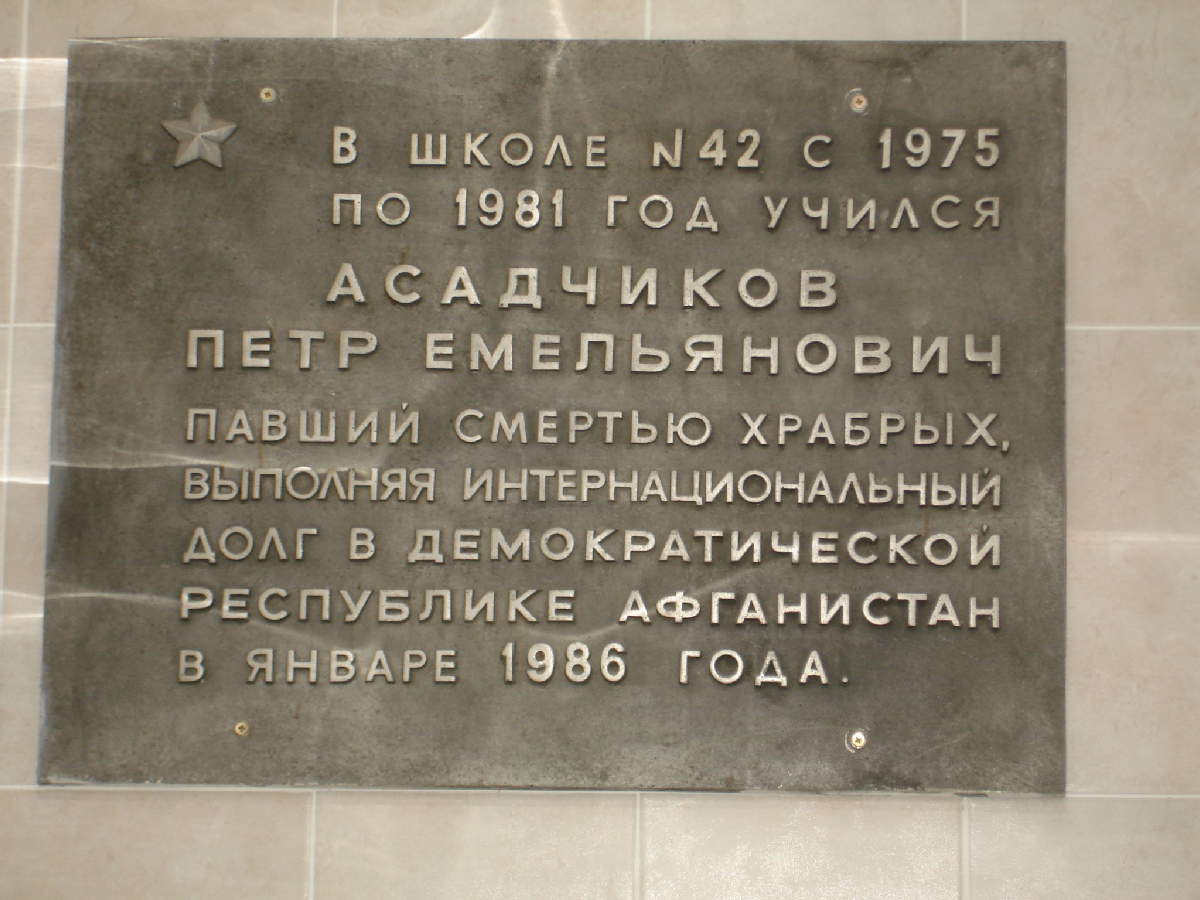 В ШКОЛЕ N42 С 1975
ПО 1981 ГОД УЧИЛСЯ
АСАДЧИКОВ
ПЕТР ЕМЕЛЬЯНОВИЧ
ПАВШИЙ СМЕРТЬЮ ХРАБРЫХ,
ВЫПОЛНЯЯ ИНТЕРНАЦИОНАЛЬНЫЙ
ДОЛГ В ДЕМОКРАТИЧЕСКОЙ
РЕСПУБЛИКЕ АФГАНИСТАН
В ЯНВАРЕ 1986 ГОДА.